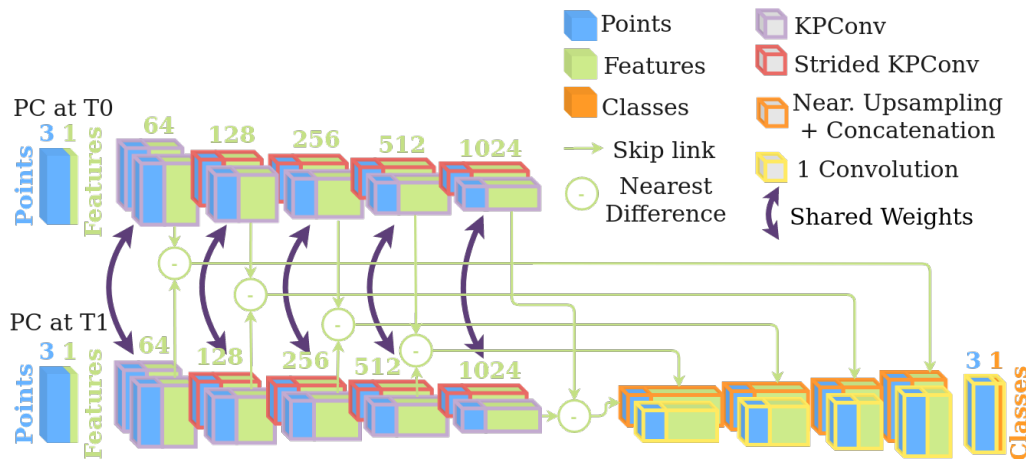 Points
Features
Classes
Skip link
Nearest
Difference
KPConv
Strided KPConv
Near. Upsampling
+ Concatenation
1 Convolution
Shared Weights
PC at T0
3 1
Points
Features
64
128
256
512
1024
-
-
-
-
PC at T1
3 1
Points
Features
64
128
256
512
1024
-
3 1
Classes